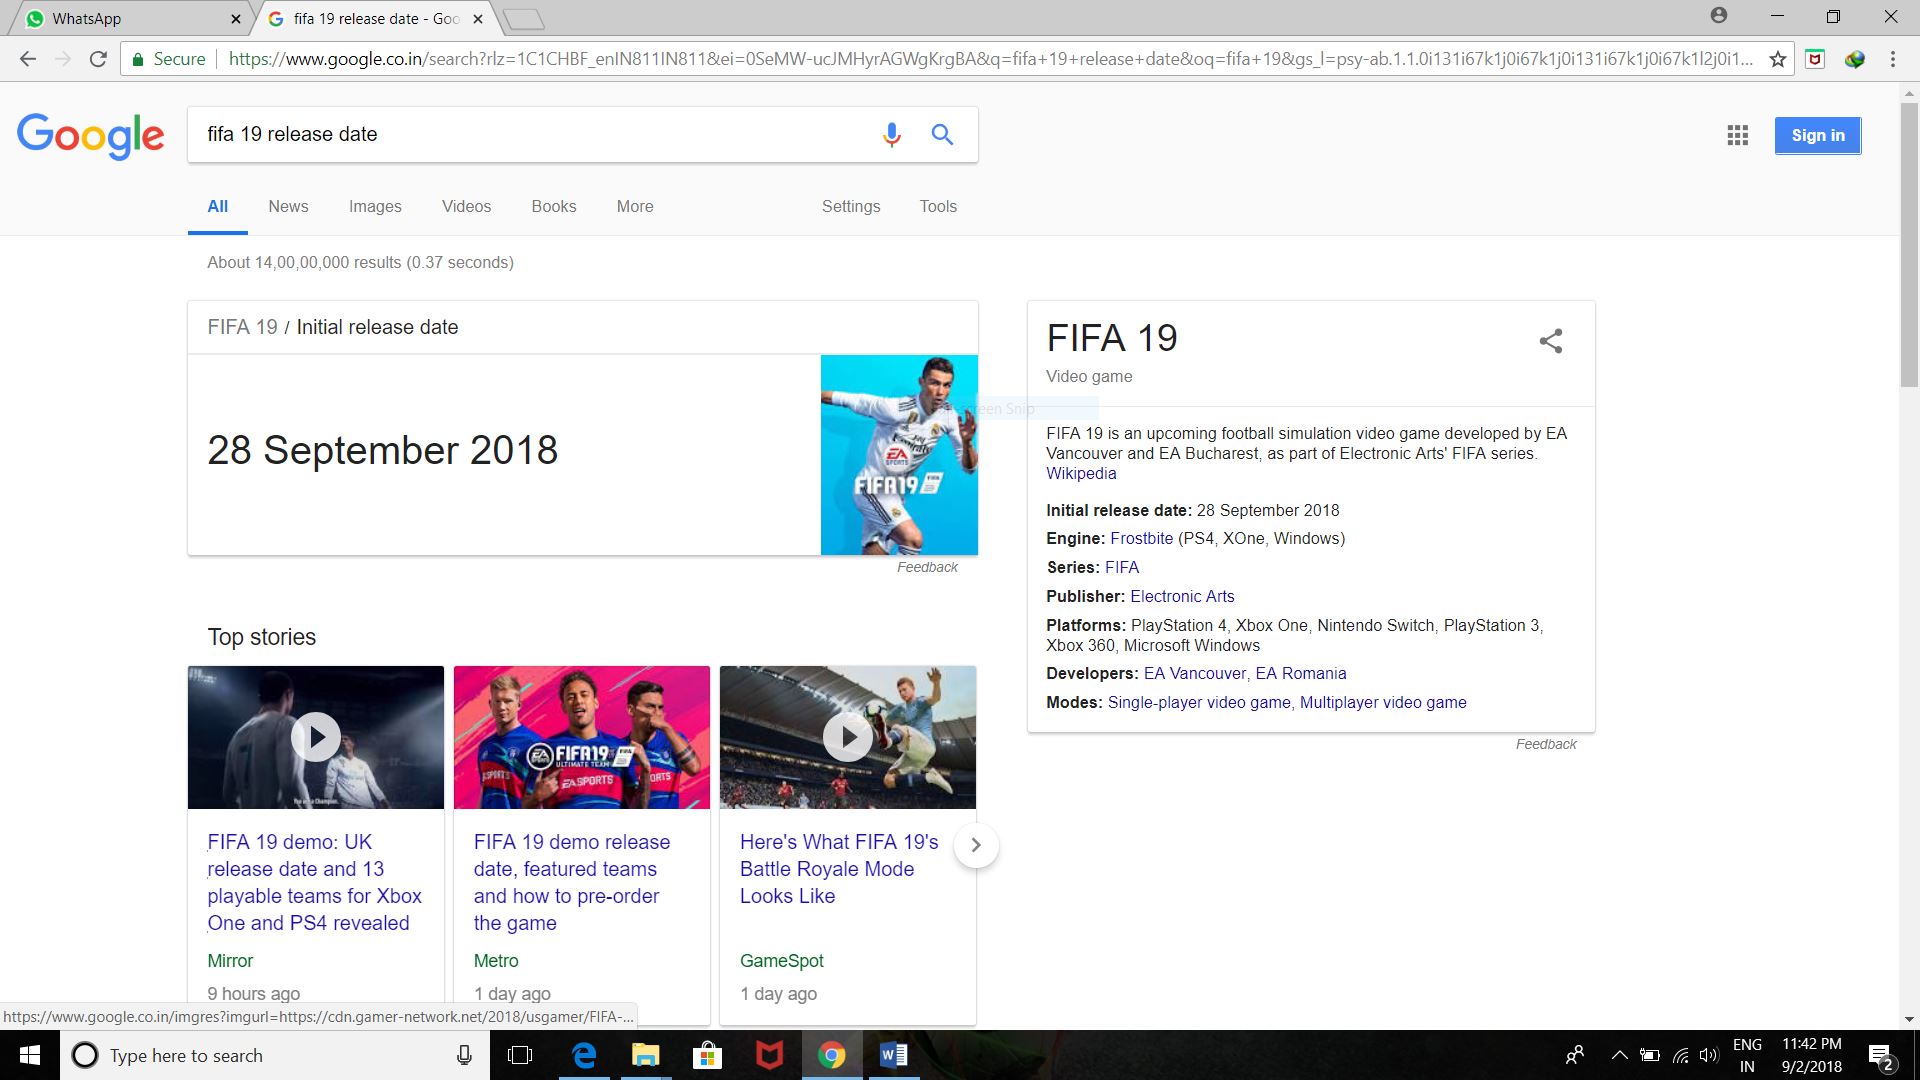 WhatsApp
fifa 19 release date - Goo
Secure
https://www.google.co.in/search?rlz=1C1CHBF_enIN811IN811&ei=0SeMW-ucJMHyrAGWgKrgBA&q=fifa+19+release+date&oq=fifa+19&gs_l=psy-ab.1.1.0i131i67k1j0i67k1j0i131i67k1j0i67k1l2j0i1...
Google
fifa 19 release date
Sign in
All News Images Videos Books More Settings Tools
About 14,00,00,000 results (0.37 seconds)
FIFA 19 / Initial release date
28 September 2018
Fly Emirates
EA SPORTS
FIFA19
Feedback
Top stories
FIFA19
ULTIMATE TEAM
EA SPORTS
FIFA 19 demo: UK
release date and 13
playable teams for Xbox
One and PS4 revealed
Mirror
9 hours ago
FIFA 19 demo release
date, featured teams
and how to pre-order
the game
Metro
1 day ago
Here's What FIFA 19's
Battle Royale Mode
Looks Like
GameSpot
1 day ago
FIFA 19
Video game
Snip
FIFA 19 is an upcoming football simulation video game developed by EA
Vancouver and EA Bucharest, as part of Electronic Arts' FIFA series.
Wikipedia
Initial release date: 28 September 2018
Engine: Frostbite (PS4, XOne, Windows)
Series: FIFA
Publisher: Electronic Arts
Platforms: PlayStation 4, Xbox One, Nintendo Switch, PlayStation 3,
Xbox 360, Microsoft Windows
Developers: EA Vancouver, EA Romania
Modes: Single-player video game, Multiplayer video game
Feedback
https://www.google.co.in/imgres?imgurl=https://cdn.gamer-network.net/2018/usgamer/FIFA-...
Type here to search
ENG
IN
11:42 PM
9/2/2018
2